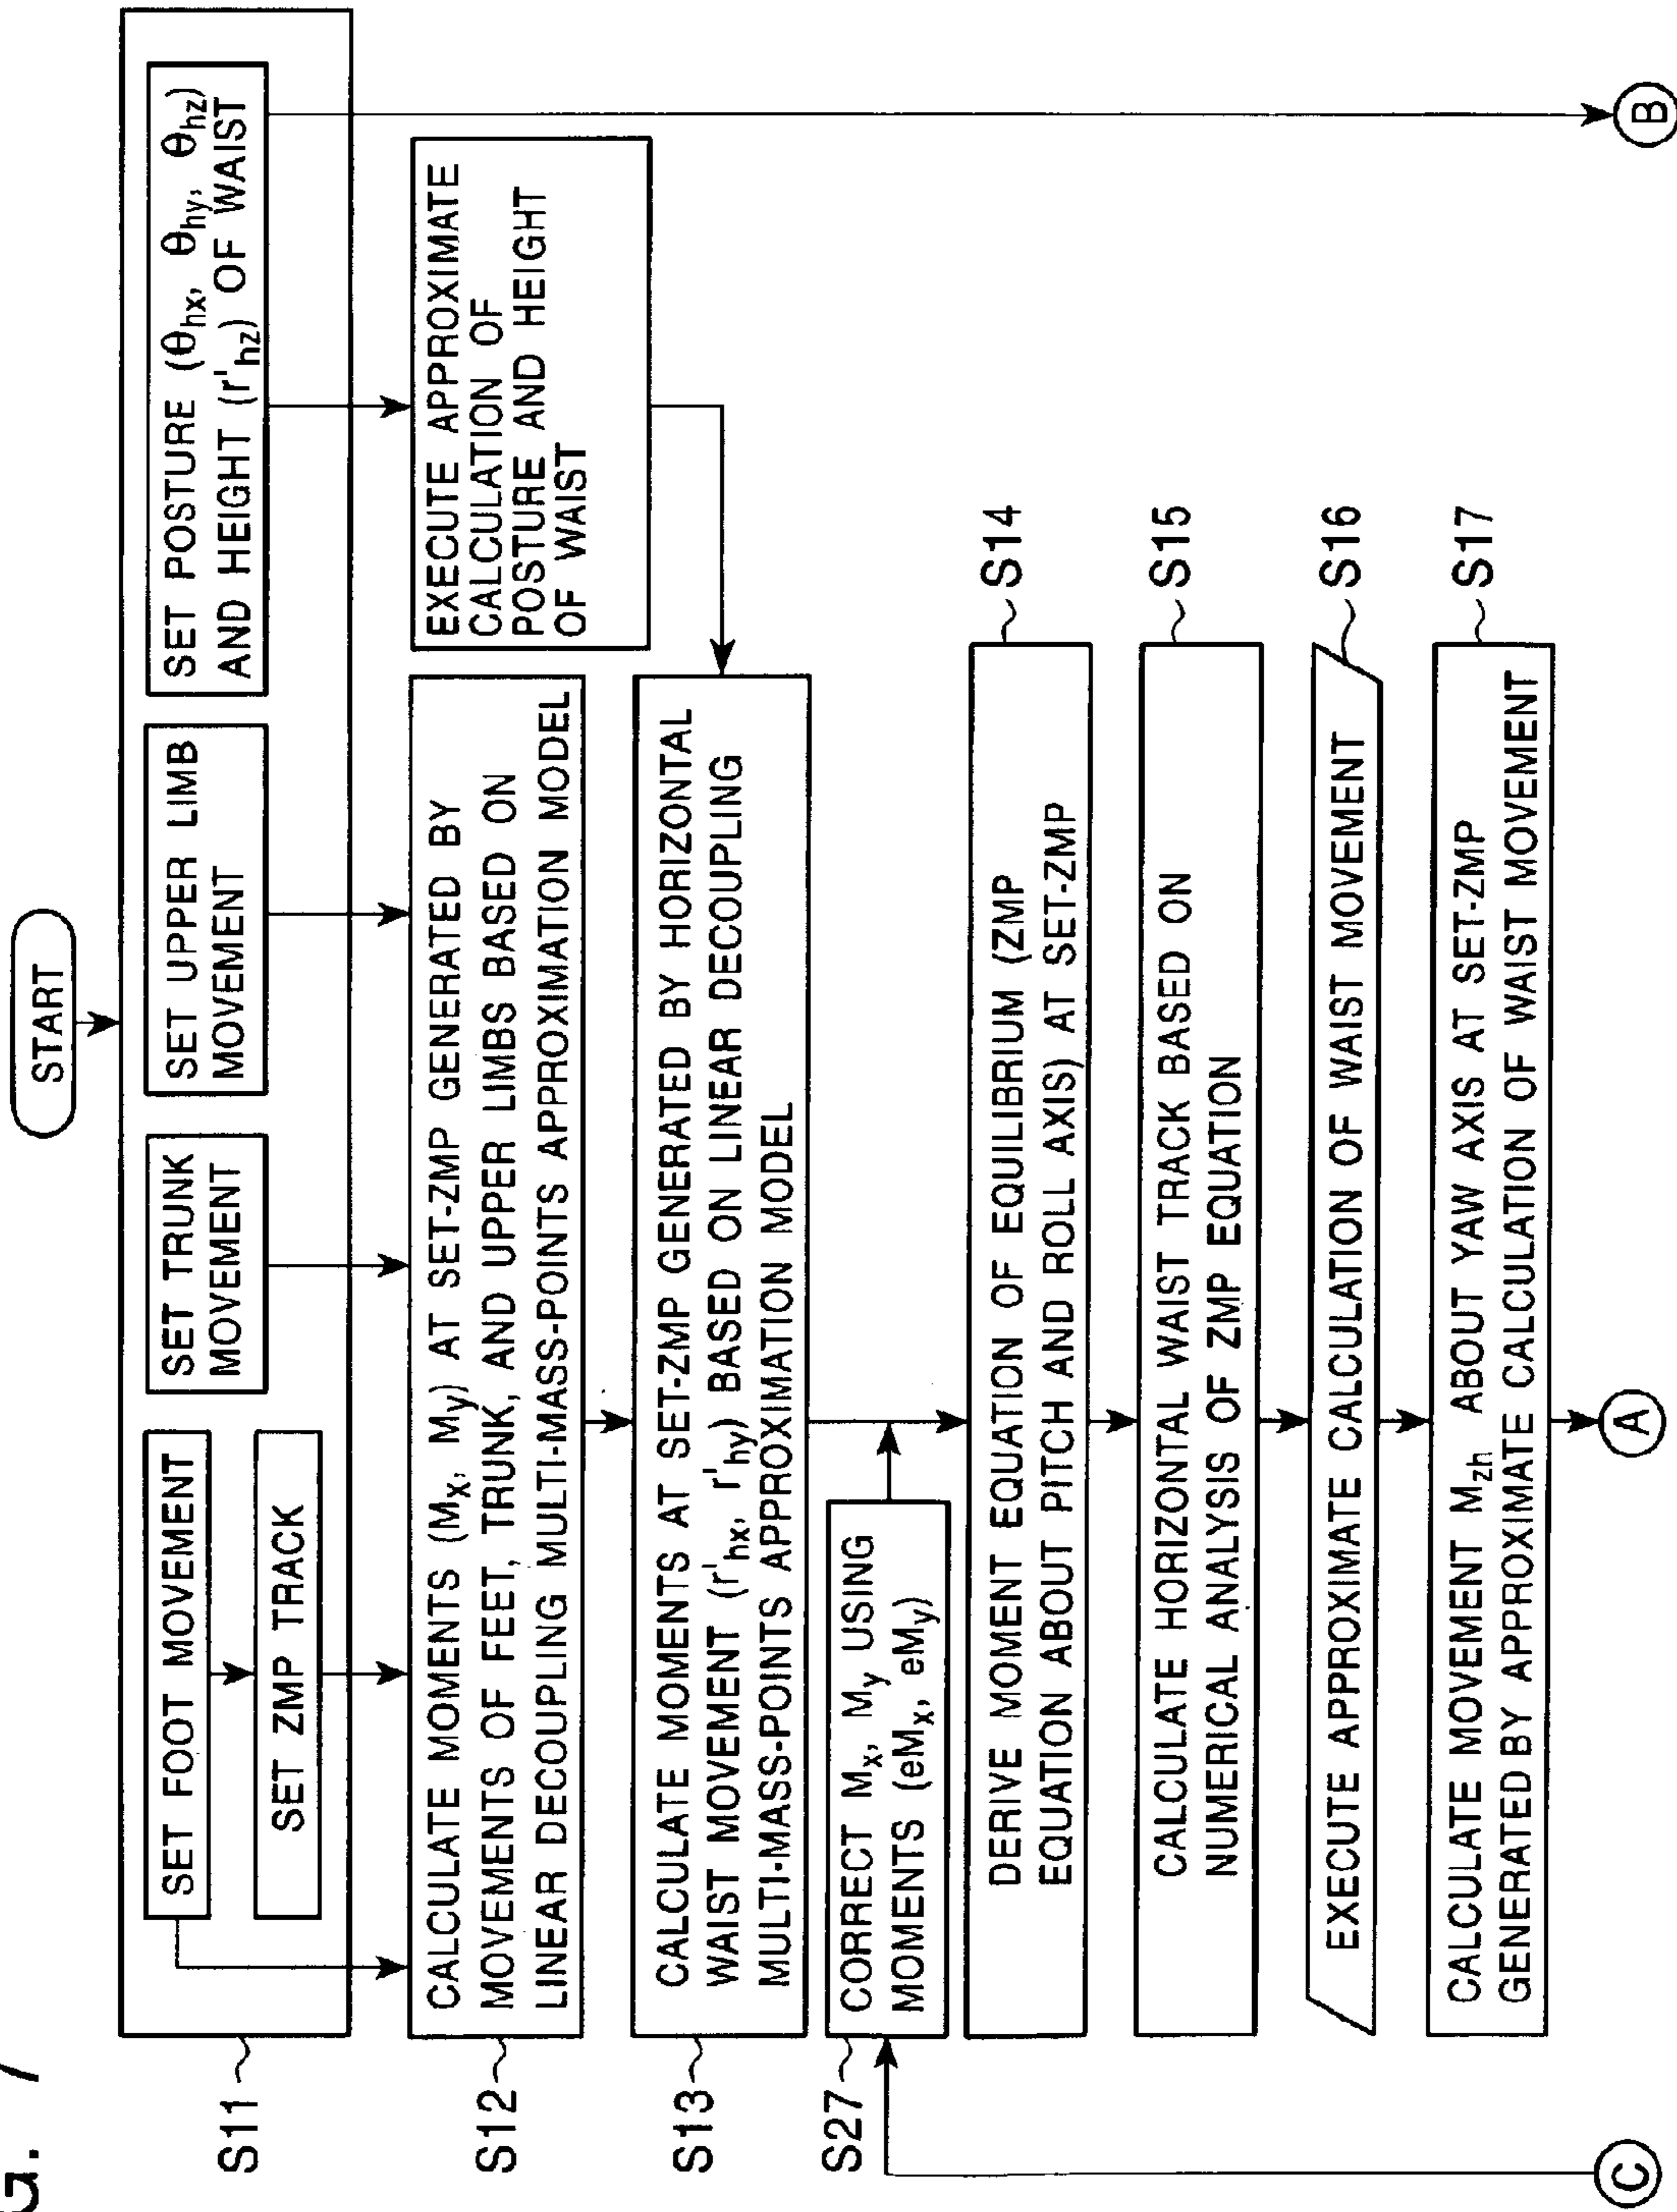 G. 7
START
S11
SET FOOT MOVEMENT
SET ZMP TRACK
SET TRUNK
MOVEMENT
SET UPPER LIMB
MOVEMENT
SET POSTURE (θhx, θhy, θhz)
AND HEIGHT (r'hz) OF WAIST
S12
CALCULATE MOMENTS (Mx, My) AT SET-ZMP GENERATED BY
MOVEMENTS OF FEET, TRUNK, AND UPPER LIMBS BASED ON
LINEAR DECOUPLING MULTI-MASS-POINTS APPROXIMATION MODEL
EXECUTE APPROXIMATE
CALCULATION OF
POSTURE AND HEIGHT
OF WAIST
S13
CALCULATE MOMENTS AT SET-ZMP GENERATED BY HORIZONTAL
WAIST MOVEMENT (r'hx, r'hy) BASED ON LINEAR DECOUPLING
MULTI-MASS-POINTS APPROXIMATION MODEL
S27
CORRECT Mx, My USING
MOMENTS (eMx, eMy)
DERIVE MOMENT EQUATION OF EQUILIBRIUM (ZMP
EQUATION ABOUT PITCH AND ROLL AXIS) AT SET-ZMP
S14
CALCULATE HORIZONTAL WAIST TRACK BASED ON
NUMERICAL ANALYSIS OF ZMP EQUATION
S15
EXECUTE APPROXIMATE CALCULATION OF WAIST MOVEMENT
S16
CALCULATE MOVEMENT Mzh ABOUT YAW AXIS AT SET-ZMP
GENERATED BY APPROXIMATE CALCULATION OF WAIST MOVEMENT
S17
C
A
B